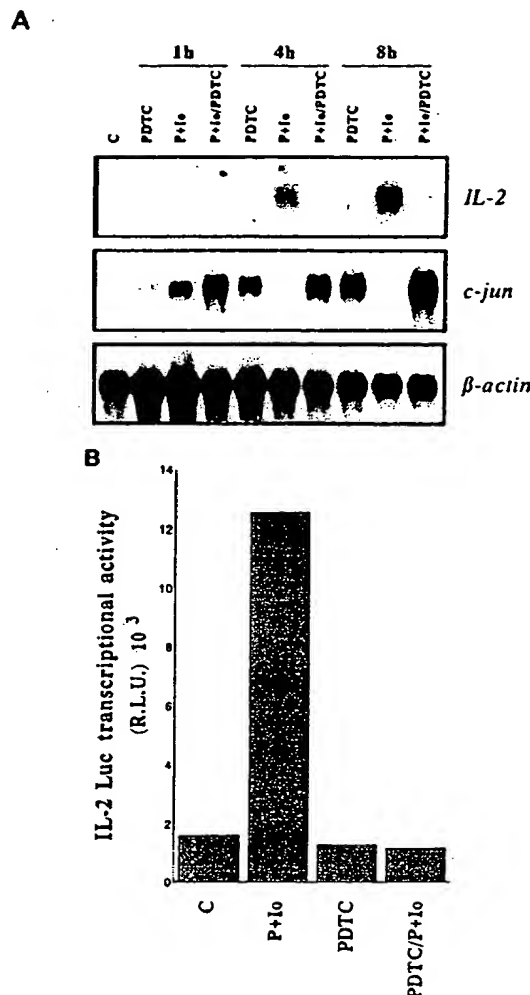 A
1h 4h 8h
C PDTC P+Io P+Io/PDTC PDTC P+Io P+Io/PDTC PDTC P+Io P+Io/PDTC
IL-2
c-jun
β-actin
B
IL-2 Luc transcriptional activity
(R.L.U.) 10 3
14
12
10
8
6
4
2
0
C P+Io PDTC PDTC/P+Io